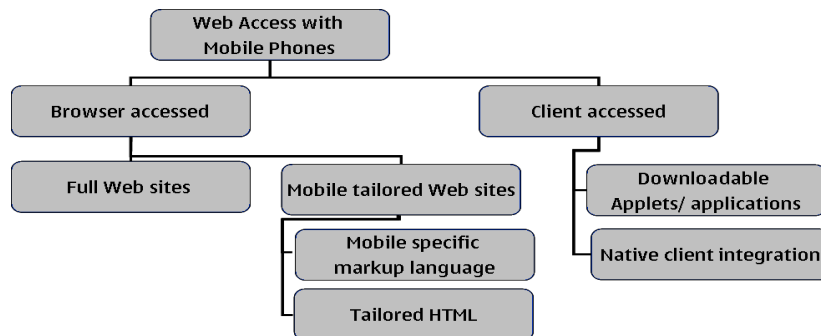 Web Access with
Mobile Phones
Browser accessed
Client accessed
Full Web sites
Mobile tailored Web sites
Downloadable
Applets/ applications
Mobile specific
markup language
Native client integration
Tailored HTML